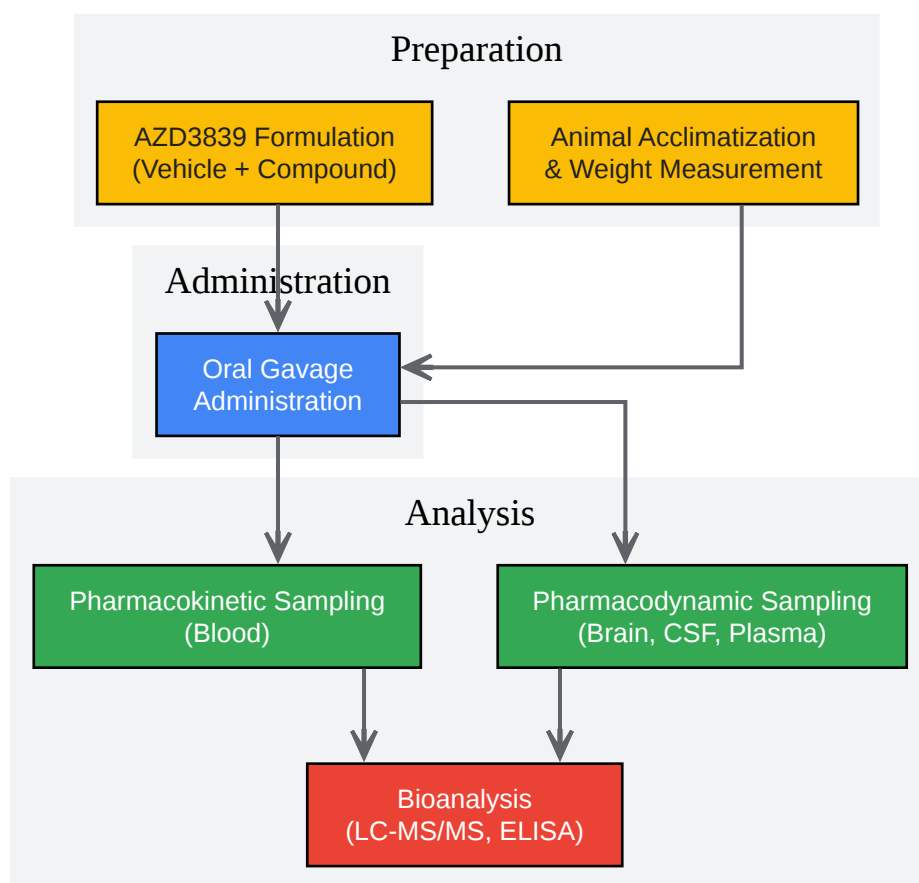 Preparation
AZD3839 Formulation
(Vehicle + Compound)
Animal Acclimatization
& Weight Measurement
Administration
Oral Gavage
Administration
Analysis
Pharmacokinetic Sampling
(Blood)
Pharmacodynamic Sampling
(Brain, CSF, Plasma)
Bioanalysis
(LC-MS/MS, ELISA)